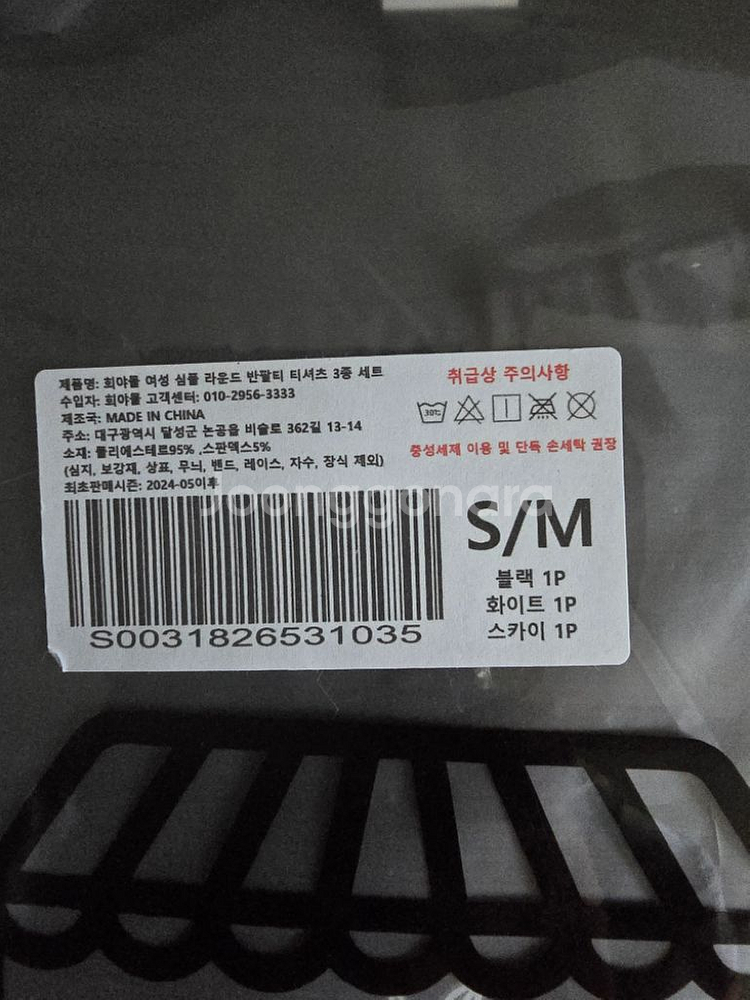 제품명: 희야몰 여성 심플 라운드 반팔티 티셔츠 3종 세트
수입자: 희야몰 고객센터: 010-2956-3333
제조국: MADE IN CHINA
주소: 대구광역시 달성군 논공읍 비슬로 362길 13-14
소재: 폴리에스테르95% ,스판덱스5%
(심지, 보강재, 상표, 무늬, 밴드, 레이스, 자수, 장식 제외)
최초판매시즌: 2024-05이후
S0031826531035
취급상 주의사항
30℃
중성세제 이용 및 단독 손세탁 권장
S/M
블랙 1P
화이트 1P
스카이 1P
Joonggonara